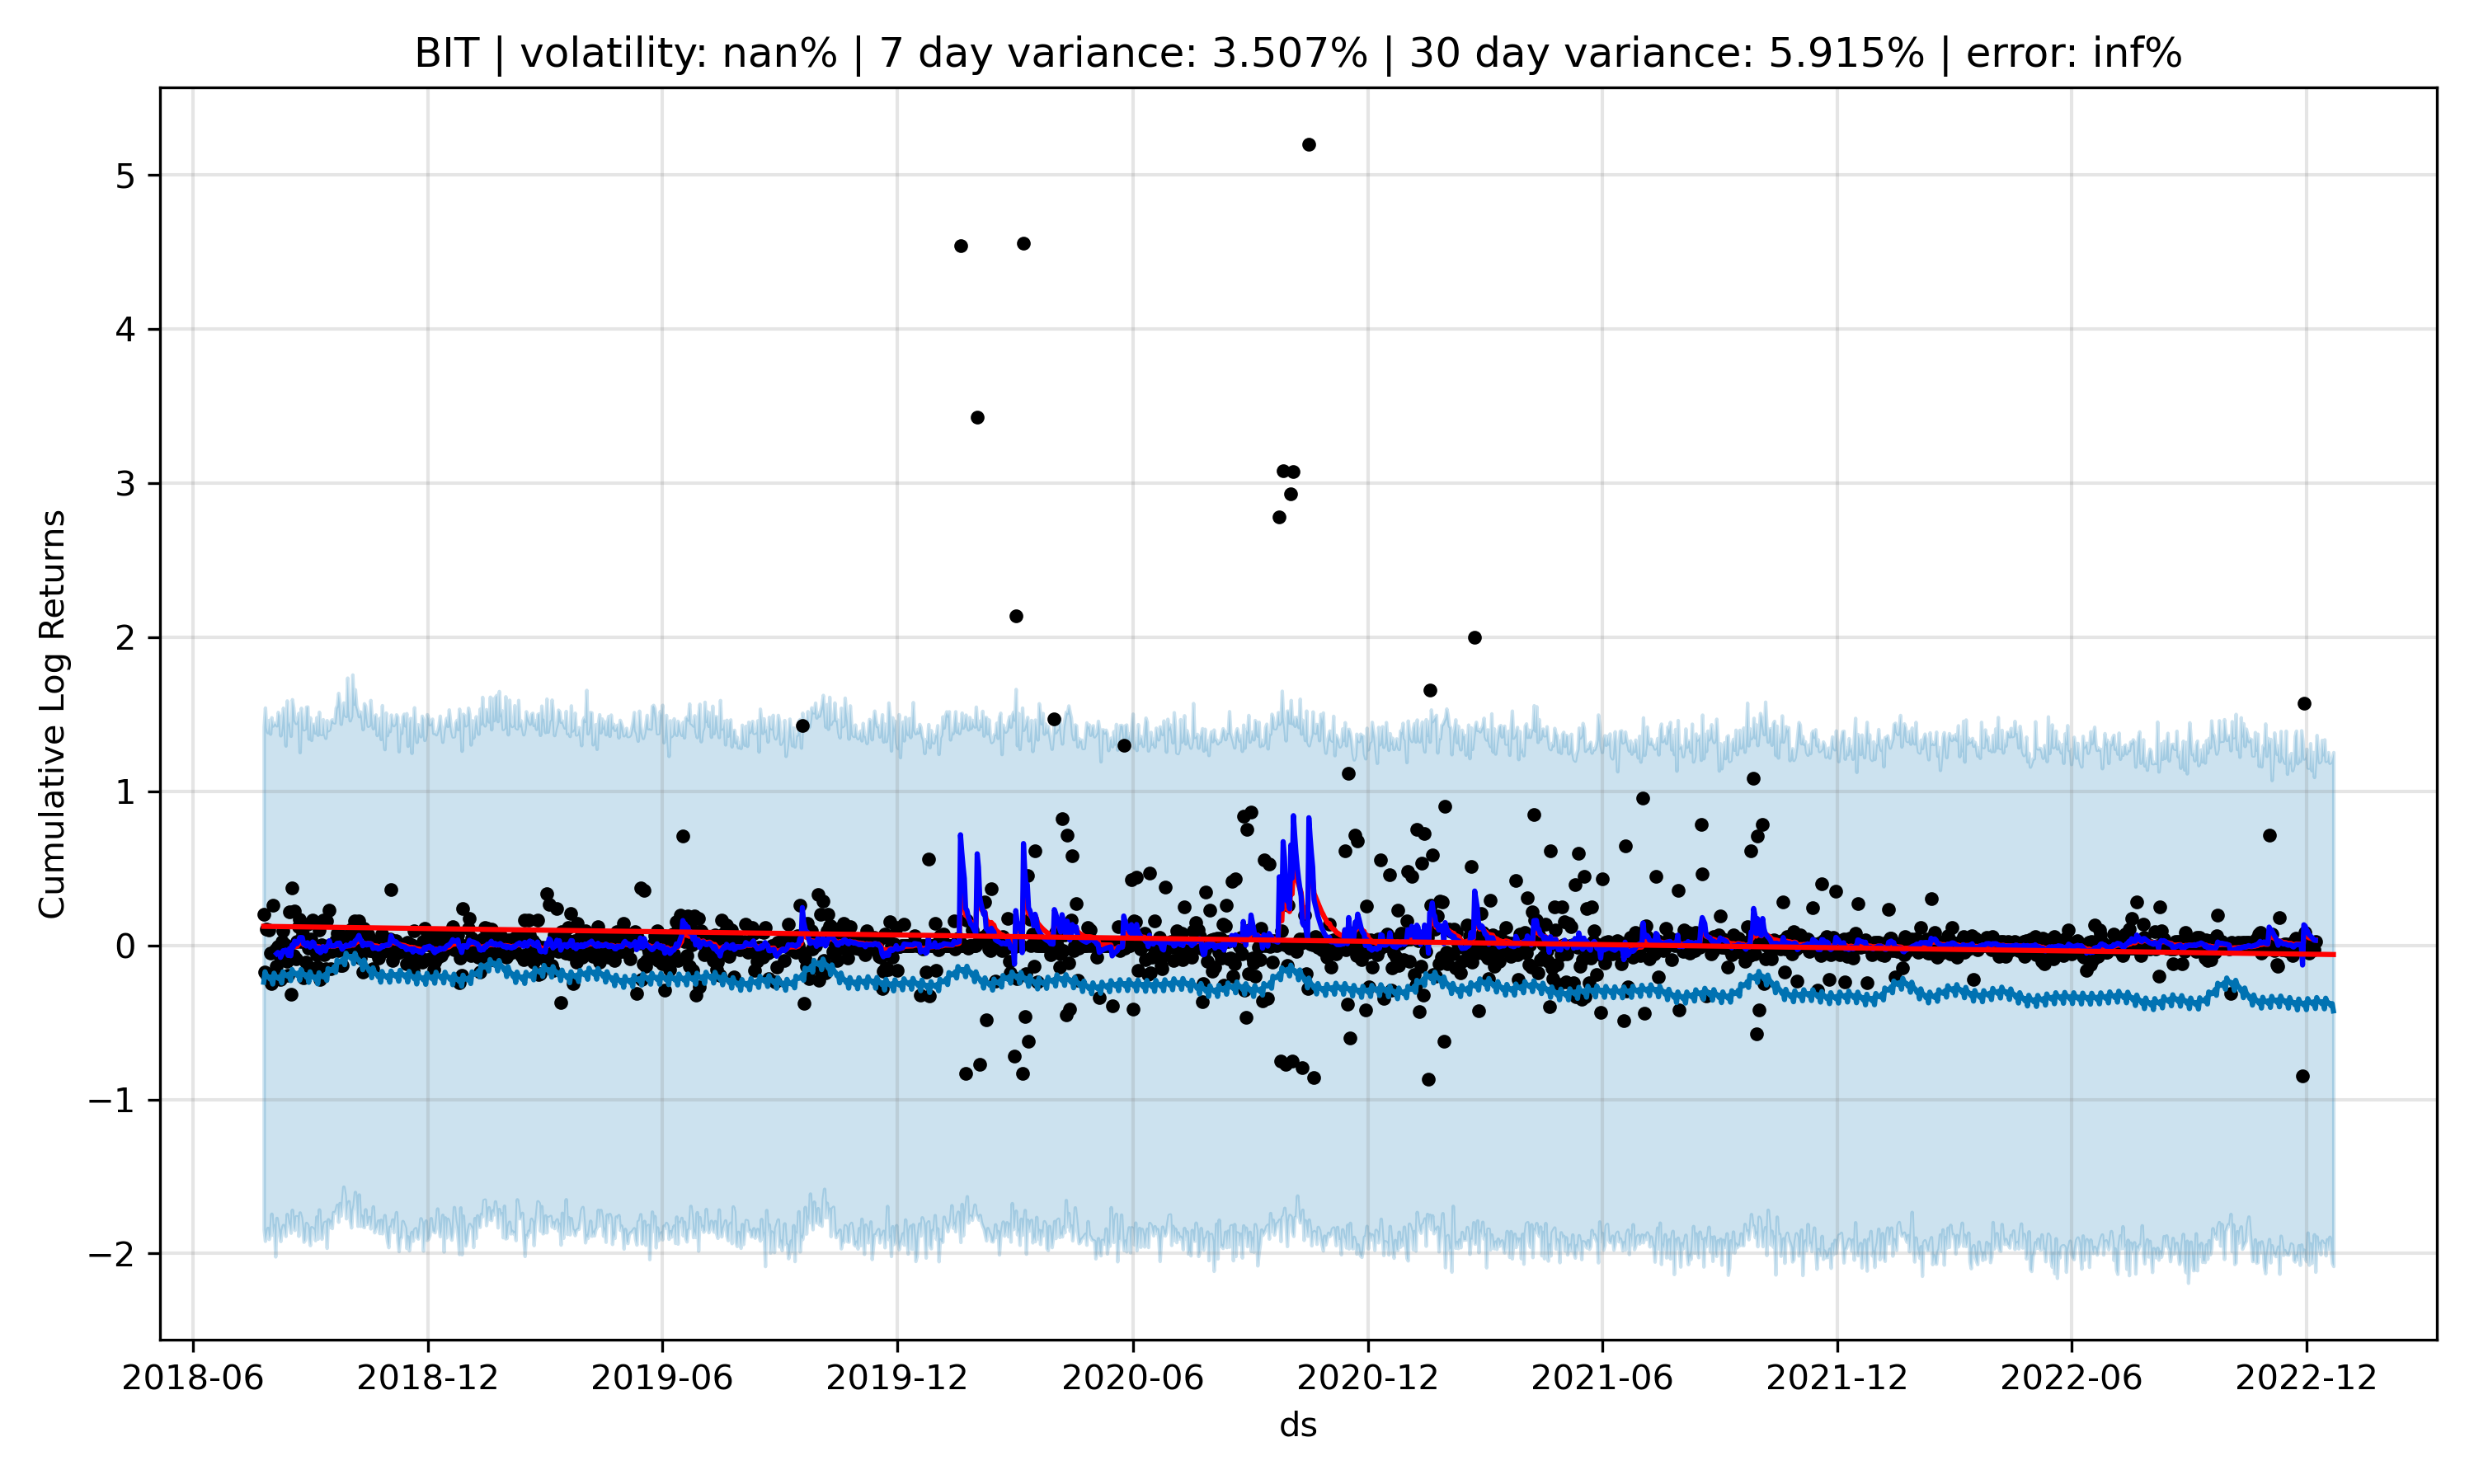 BIT | volatility: nan% | 7 day variance: 3.507% | 30 day variance: 5.915% | error: inf%
Cumulative Log Returns
5
4
3
2
1
0
−1
−2
2018-06 2018-12 2019-06 2019-12 2020-06 2020-12 2021-06 2021-12 2022-06 2022-12
ds